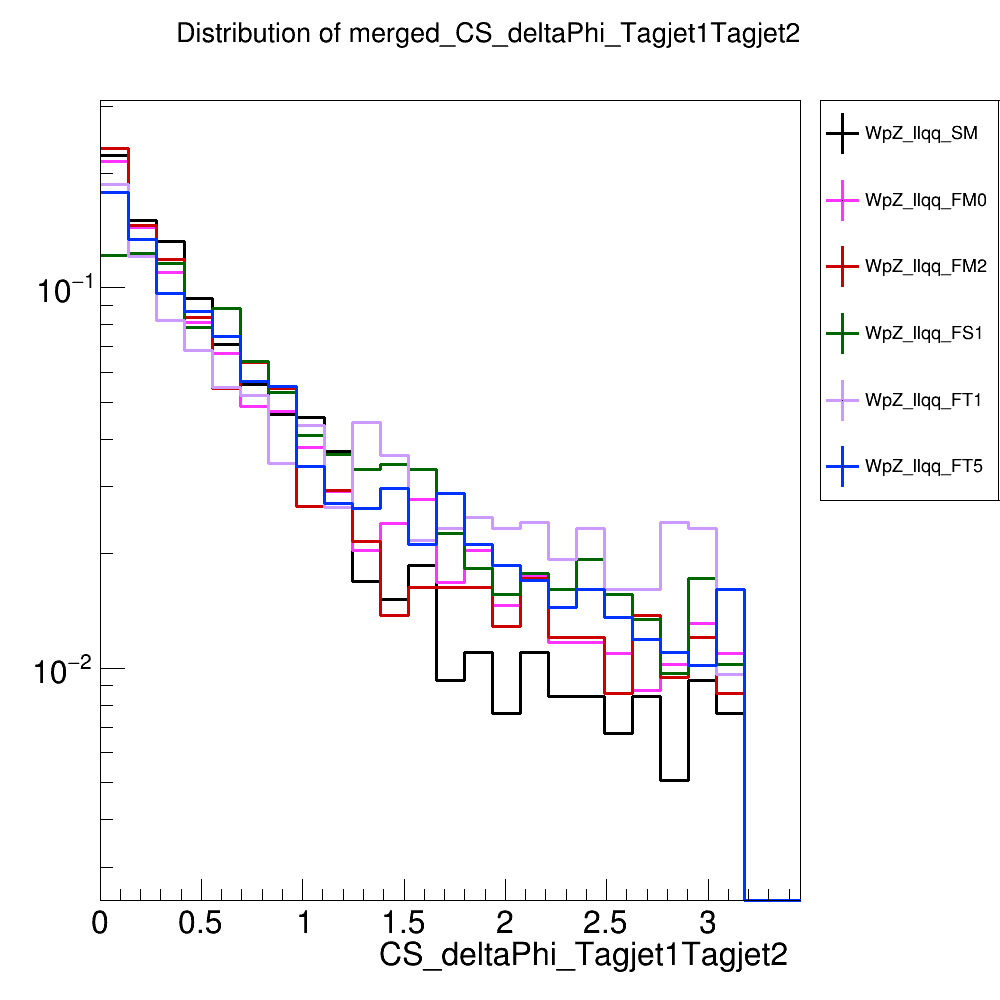 Distribution of merged_CS_deltaPhi_Tagjet1Tagjet2
WpZ_llqq_SM
WpZ_llqq_FM0
WpZ_llqq_FM2
WpZ_llqq_FS1
WpZ_llqq_FT1
WpZ_llqq_FT5
10⁻¹
10⁻²
0 0.5 1 1.5 2 2.5 3
CS_deltaPhi_Tagjet1Tagjet2